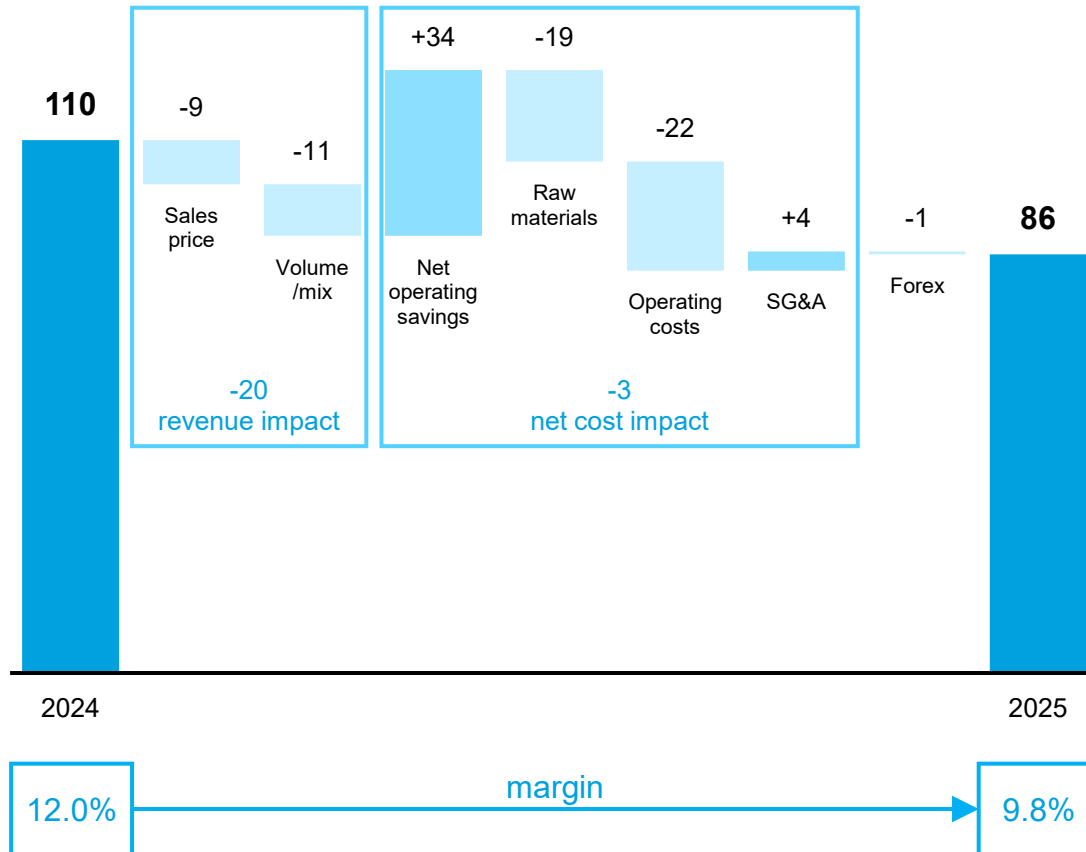 110
-9
Sales
price
-11
Volume
/mix
-20
revenue impact
+34
Net
operating
savings
-19
Raw
materials
-22
Operating
costs
+4
SG&A
-3
net cost impact
-1
Forex
86
2024
2025
12.0%
margin
9.8%